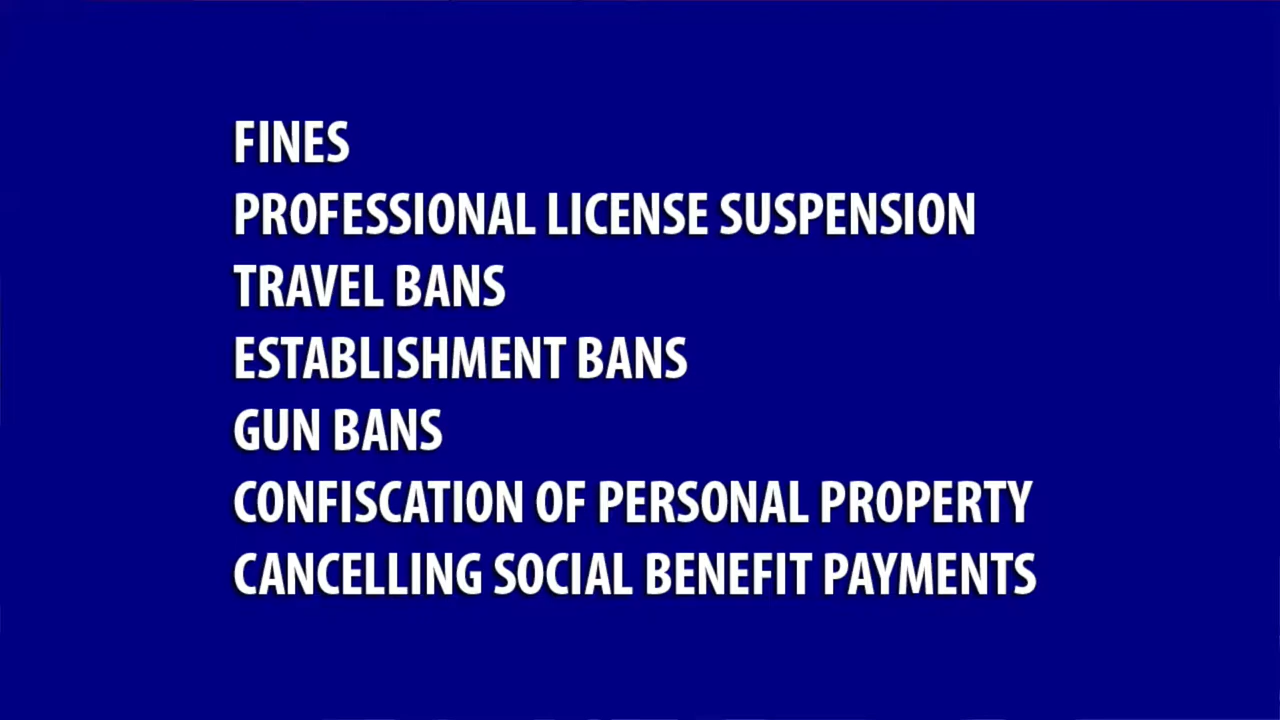 FINES
PROFESSIONAL LICENSE SUSPENSION
TRAVEL BANS
ESTABLISHMENT BANS
GUN BANS
CONFISCATION OF PERSONAL PROPERTY
CANCELLING SOCIAL BENEFIT PAYMENTS